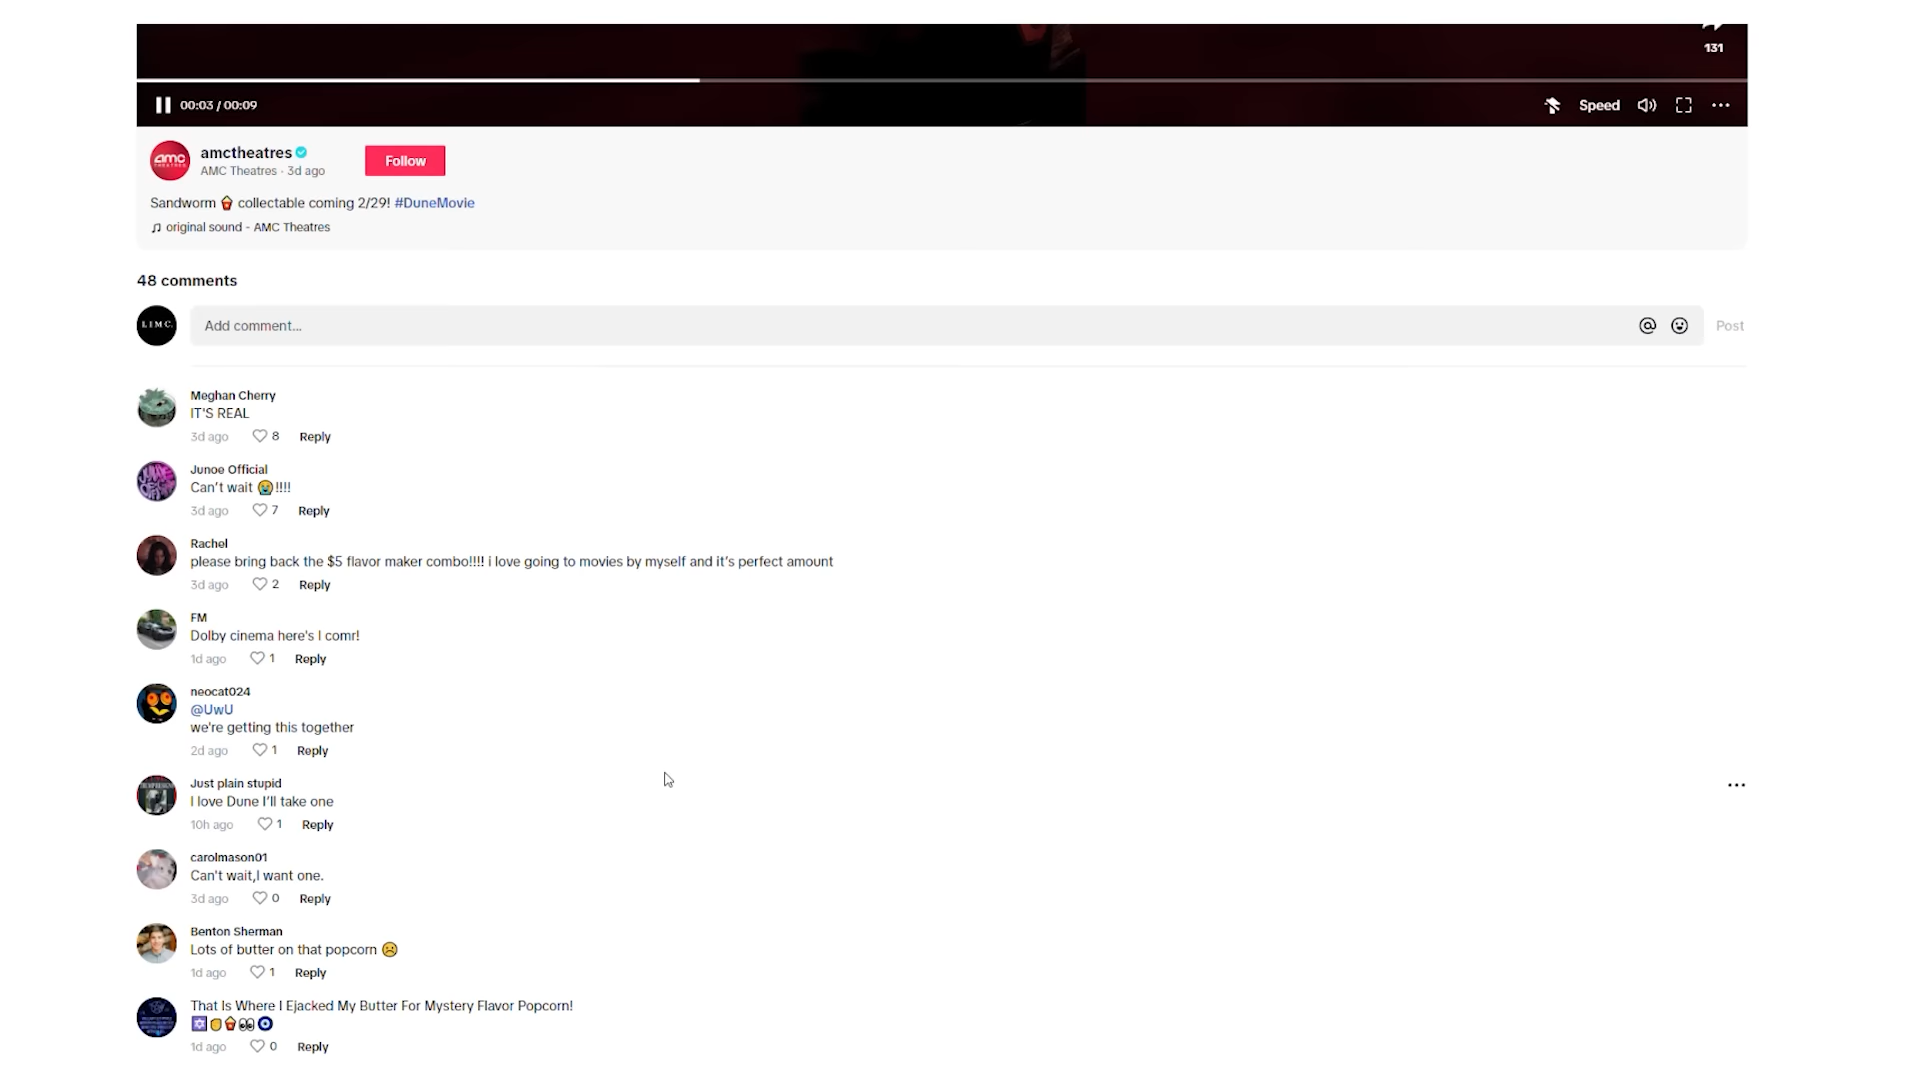 131
00:03 / 00:09
Speed
amctheatres
AMC Theatres · 3d ago
Follow
Sandworm 🍿 collectable coming 2/29! #DuneMovie
original sound - AMC Theatres
48 comments
L I M C.
Add comment...
Post
Meghan Cherry
IT'S REAL
3d ago 8 Reply
Junoe Official
Can't wait 😭!!!!
3d ago 7 Reply
Rachel
please bring back the $5 flavor maker combo!!!! i love going to movies by myself and it's perfect amount
3d ago 2 Reply
FM
Dolby cinema here's I comr!
1d ago 1 Reply
neocat024
@UwU
we're getting this together
2d ago 1 Reply
Just plain stupid
I love Dune I'll take one
10h ago 1 Reply
carolmason01
Can't wait,I want one.
3d ago 0 Reply
Benton Sherman
Lots of butter on that popcorn ☹️
1d ago 1 Reply
That Is Where I Ejacked My Butter For Mystery Flavor Popcorn!
🔯✊🍿👀🧿
1d ago 0 Reply